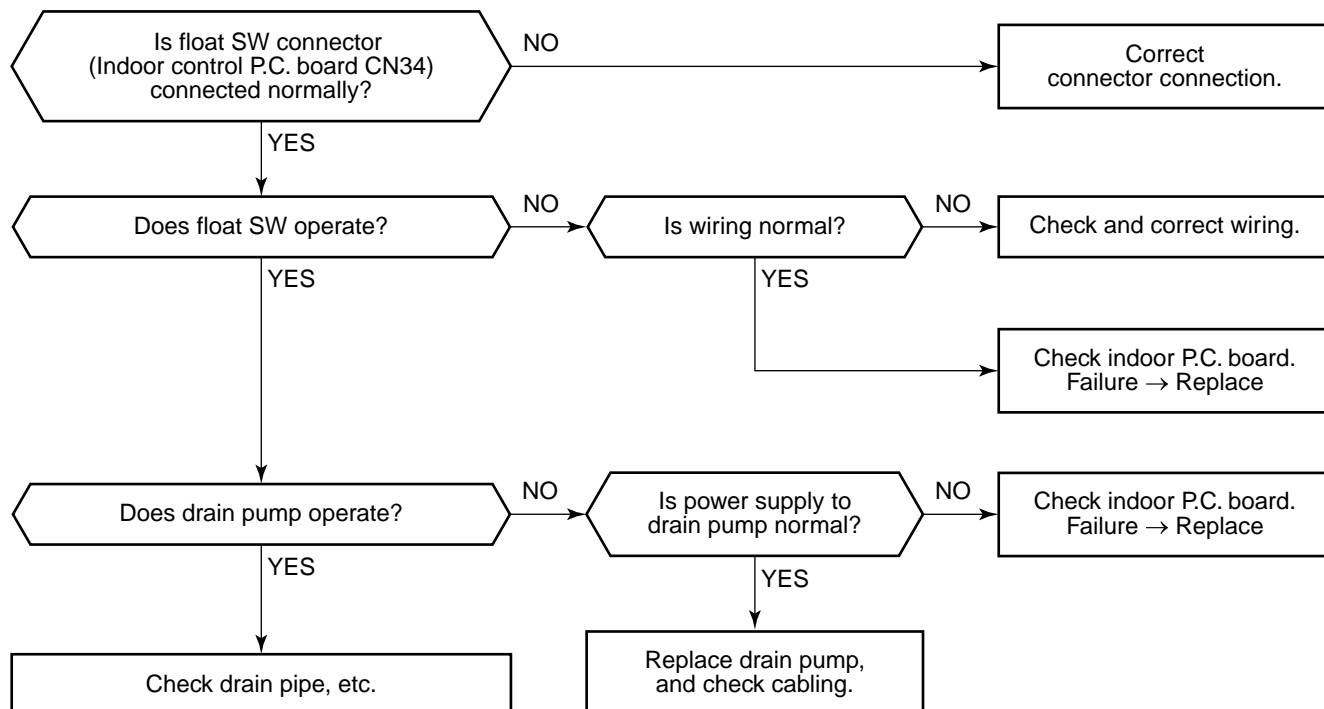 Is float SW connector
(Indoor control P.C. board CN34)
connected normally?
NO
Correct
connector connection.
YES
Does float SW operate?
NO
Is wiring normal?
NO
Check and correct wiring.
YES
YES
Check indoor P.C. board.
Failure → Replace
Does drain pump operate?
NO
Is power supply to
drain pump normal?
NO
Check indoor P.C. board.
Failure → Replace
YES
YES
Check drain pipe, etc.
Replace drain pump,
and check cabling.